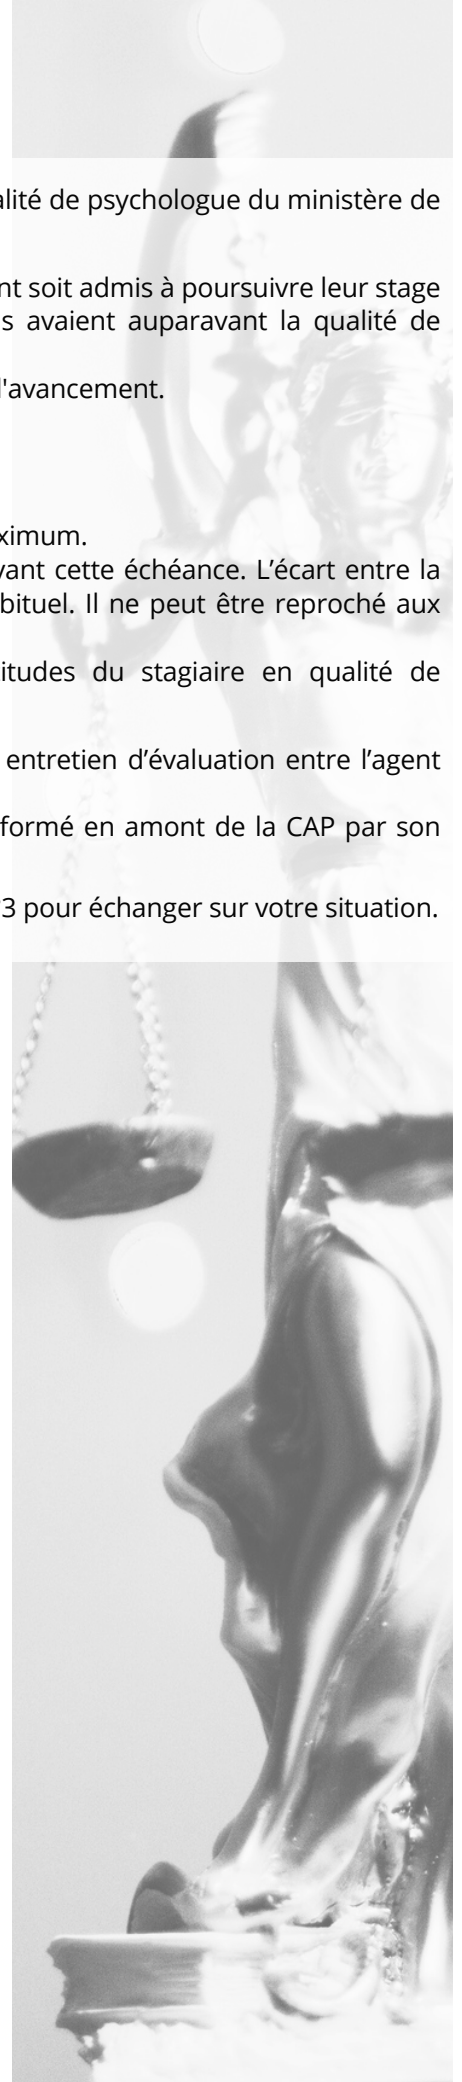 alité de psychologue du ministère de
nt soit admis à poursuivre leur stage
s avaient auparavant la qualité de
l'avancement.
ximum.
vant cette échéance. L’écart entre la
bituel. Il ne peut être reproché aux
itudes du stagiaire en qualité de
entretien d’évaluation entre l’agent
formé en amont de la CAP par son
3 pour échanger sur votre situation.